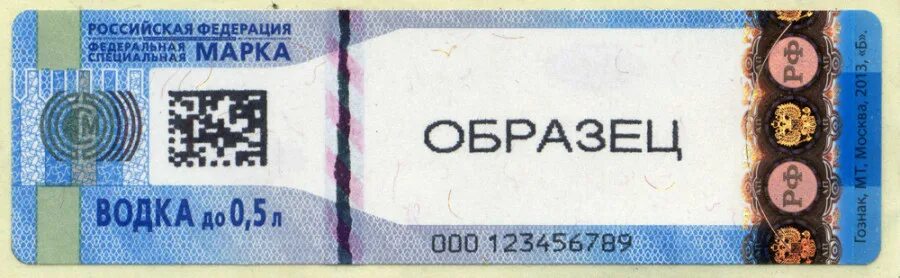 РОССИЙСКАЯ ФЕДЕРАЦИЯ
ФЕДЕРАЛЬНАЯ
СПЕЦИАЛЬНАЯ МАРКА
М
ВОДКА до 0,5 л
ОБРАЗЕЦ
000 123456789
РФ
РФ
Гознак, МТ, Москва, 2013, «Б».